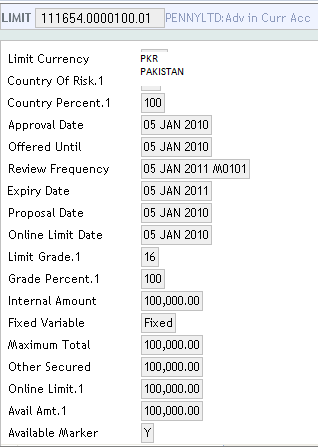 LIMIT 111654.0000100.01 PENNYLTD:Adv in Curr Acc
Limit Currency PKR
Country Of Risk.1 PAKISTAN
Country Percent.1 100
Approval Date 05 JAN 2010
Offered Until 05 JAN 2010
Review Frequency 05 JAN 2011 M0101
Expiry Date 05 JAN 2011
Proposal Date 05 JAN 2010
Online Limit Date 05 JAN 2010
Limit Grade.1 16
Grade Percent.1 100
Internal Amount 100,000.00
Fixed Variable Fixed
Maximum Total 100,000.00
Other Secured 100,000.00
Online Limit.1 100,000.00
Avail Amt.1 100,000.00
Available Marker Y